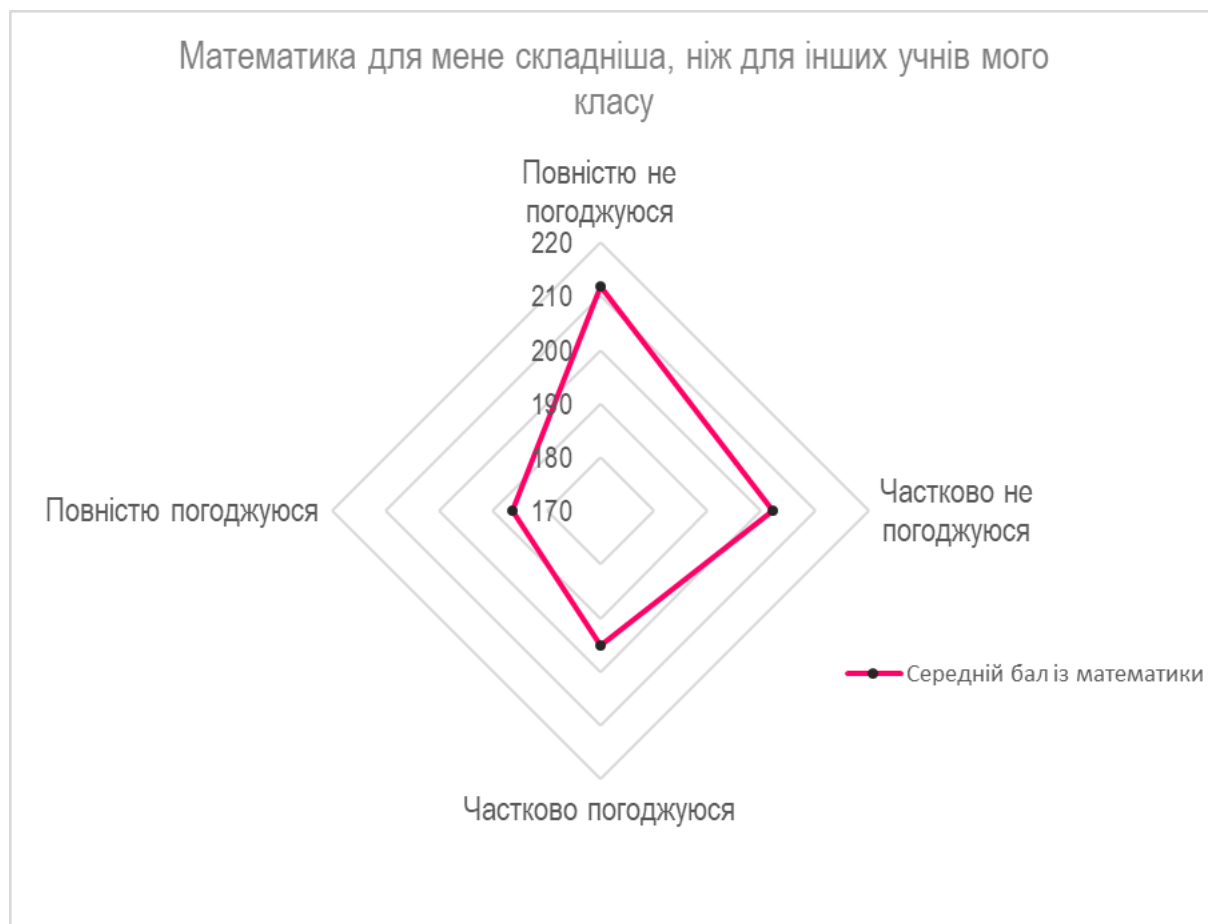 Математика для мене складніша, ніж для інших учнів мого
класу
Повністю не
погоджуюся
220
210
200
190
180
170
Повністю погоджуюся
Частково не
погоджуюся
Середній бал із математики
Частково погоджуюся